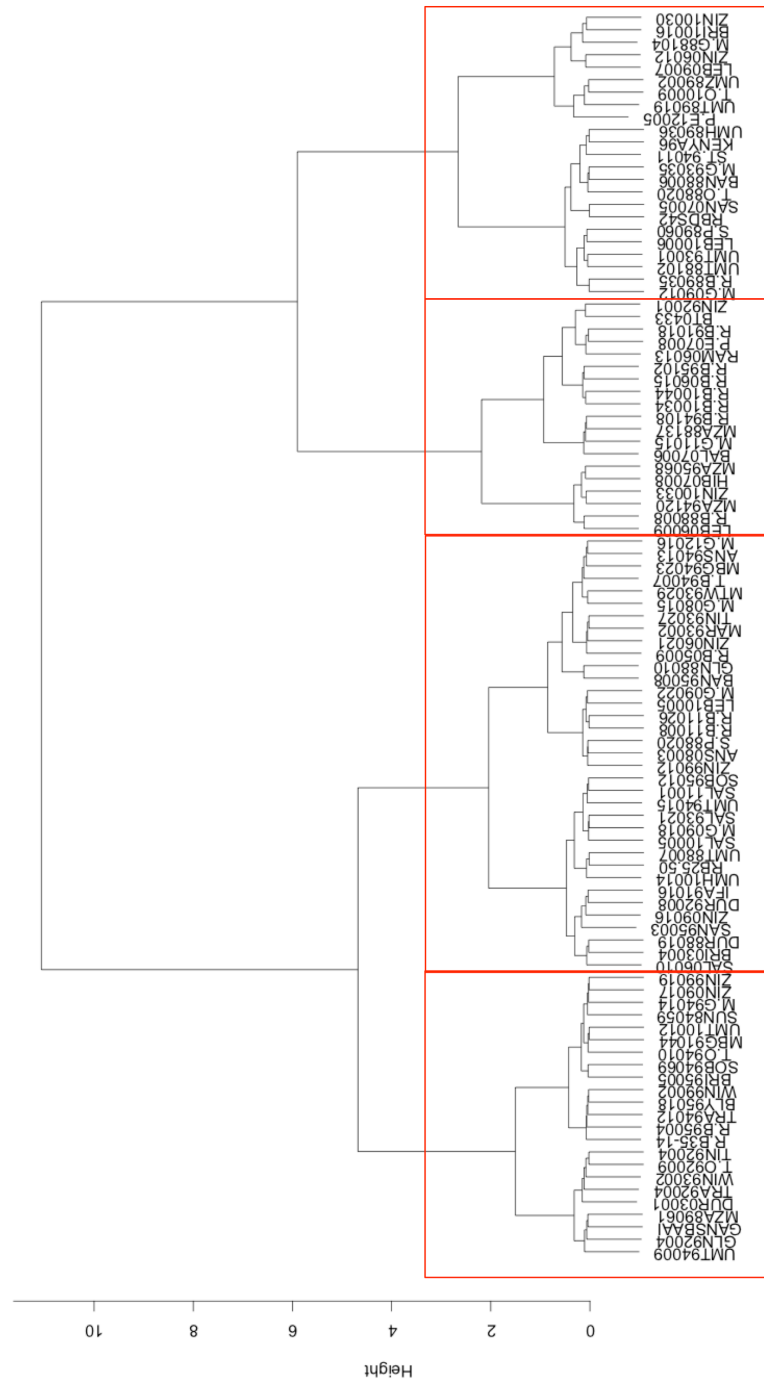 ZIN10030
BRI10016
M.G88104
ZIN06012
LEB09007
UMZ89002
T.O10009
UMT89019
P.E12005
UMH89036
KENYA96
ST.94011
M.G93035
BAN88006
T.O88020
SAN07005
RBDS42
S.P89060
LEB10006
UMT93001
UMT88102
R.B89035
M.G09012
ZIN92001
BT0433
R.B91018
P.E07008
RAM06013
R.B95102
R.B06015
R.B10044
R.B10034
R.B94108
MZA88137
M.G11015
BAL07006
MZA95068
HIB07008
ZIN10033
MZA94120
R.B88008
LEB06009
M.G12016
ANS94013
MBG94023
T.B94007
MTW93029
M.G08015
TIN93027
MAR93002
ZIN06021
R.B05009
GLN88010
BAN95008
M.G09022
LEB10005
R.B11026
R.B11008
S.P88020
ANS08003
ZIN99012
SOB95012
SAL11001
UMT94015
SAL93021
M.G09018
SAL10005
UMT88007
RB25.50
UMH10014
IFA91016
DUR92008
ZIN09016
SAN95003
DUR88019
BRI03004
SAL06010
ZIN99019
ZIN09017
M.G94014
SUN84059
UMT10012
MBG91044
T.O94010
SOB94069
BRI95005
WIN99002
BLY95018
TRA94012
R.B95004
R.B35-14
TIN92004
T.O92009
WIN93002
TRA92004
DUR03001
MZA89061
GANSBAAI
GLN92004
UMT94009
10 8 6 4 2 0
Height